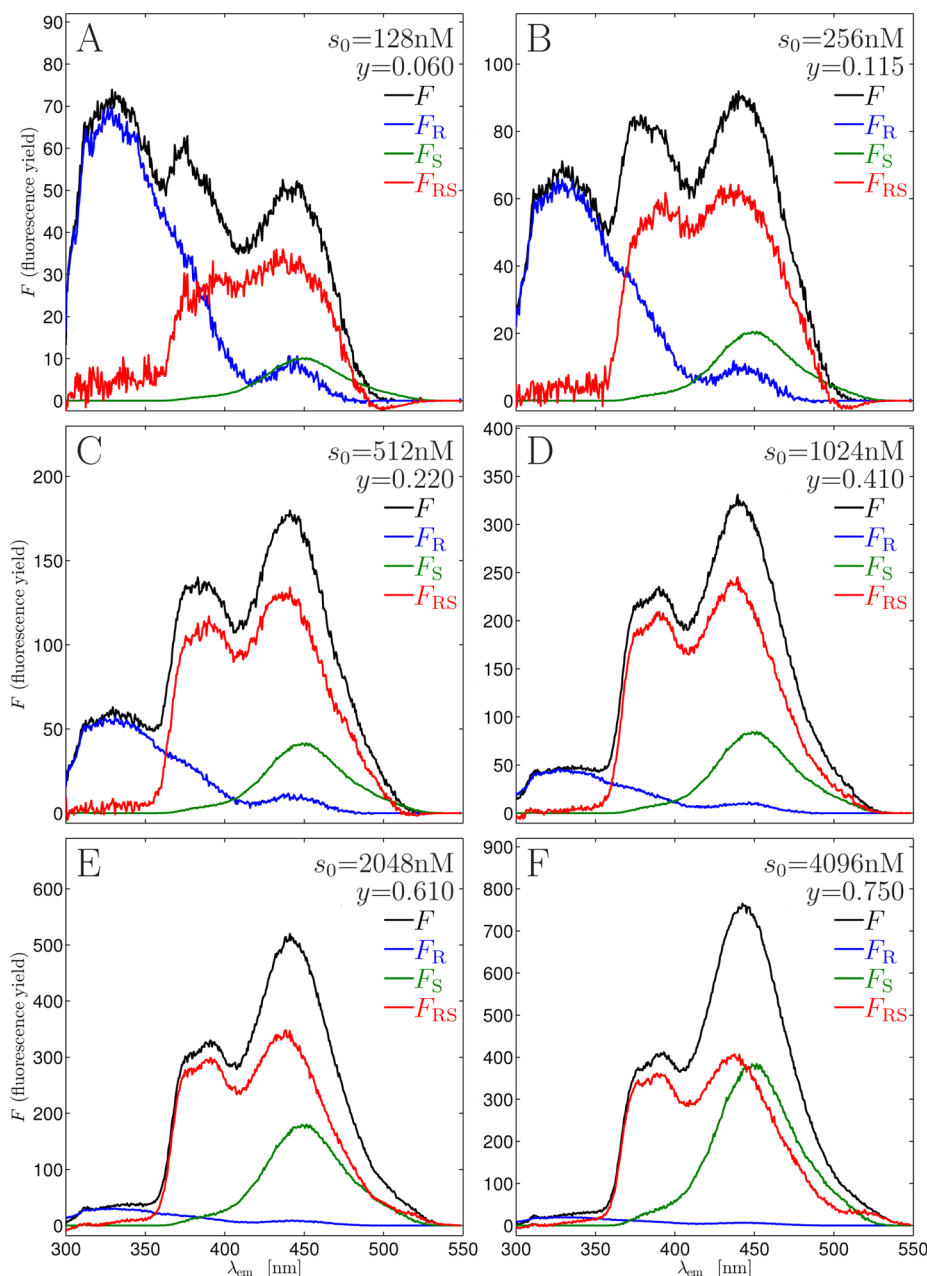 A
s0=128nM
y=0.060
F
FR
FS
FRS
90
80
70
60
50
40
30
20
10
0
F (fluorescence yield)
B
s0=256nM
y=0.115
F
FR
FS
FRS
100
80
60
40
20
0
C
s0=512nM
y=0.220
F
FR
FS
FRS
200
150
100
50
0
F (fluorescence yield)
D
s0=1024nM
y=0.410
F
FR
FS
FRS
400
350
300
250
200
150
100
50
0
E
s0=2048nM
y=0.610
F
FR
FS
FRS
600
500
400
300
200
100
0
F (fluorescence yield)
300 350 400 450 500 550
λem [nm]
F
s0=4096nM
y=0.750
F
FR
FS
FRS
900
800
700
600
500
400
300
200
100
0
300 350 400 450 500 550
λem [nm]